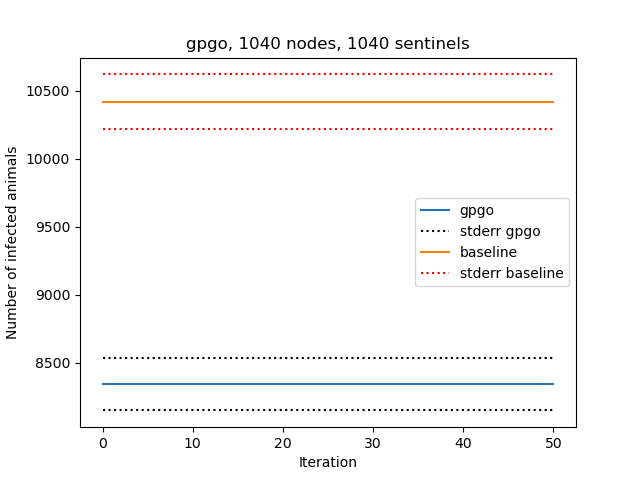 gpgo, 1040 nodes, 1040 sentinels
Number of infected animals
10500
10000
9500
9000
8500
gpgo
stderr gpgo
baseline
stderr baseline
0 10 20 30 40 50
Iteration